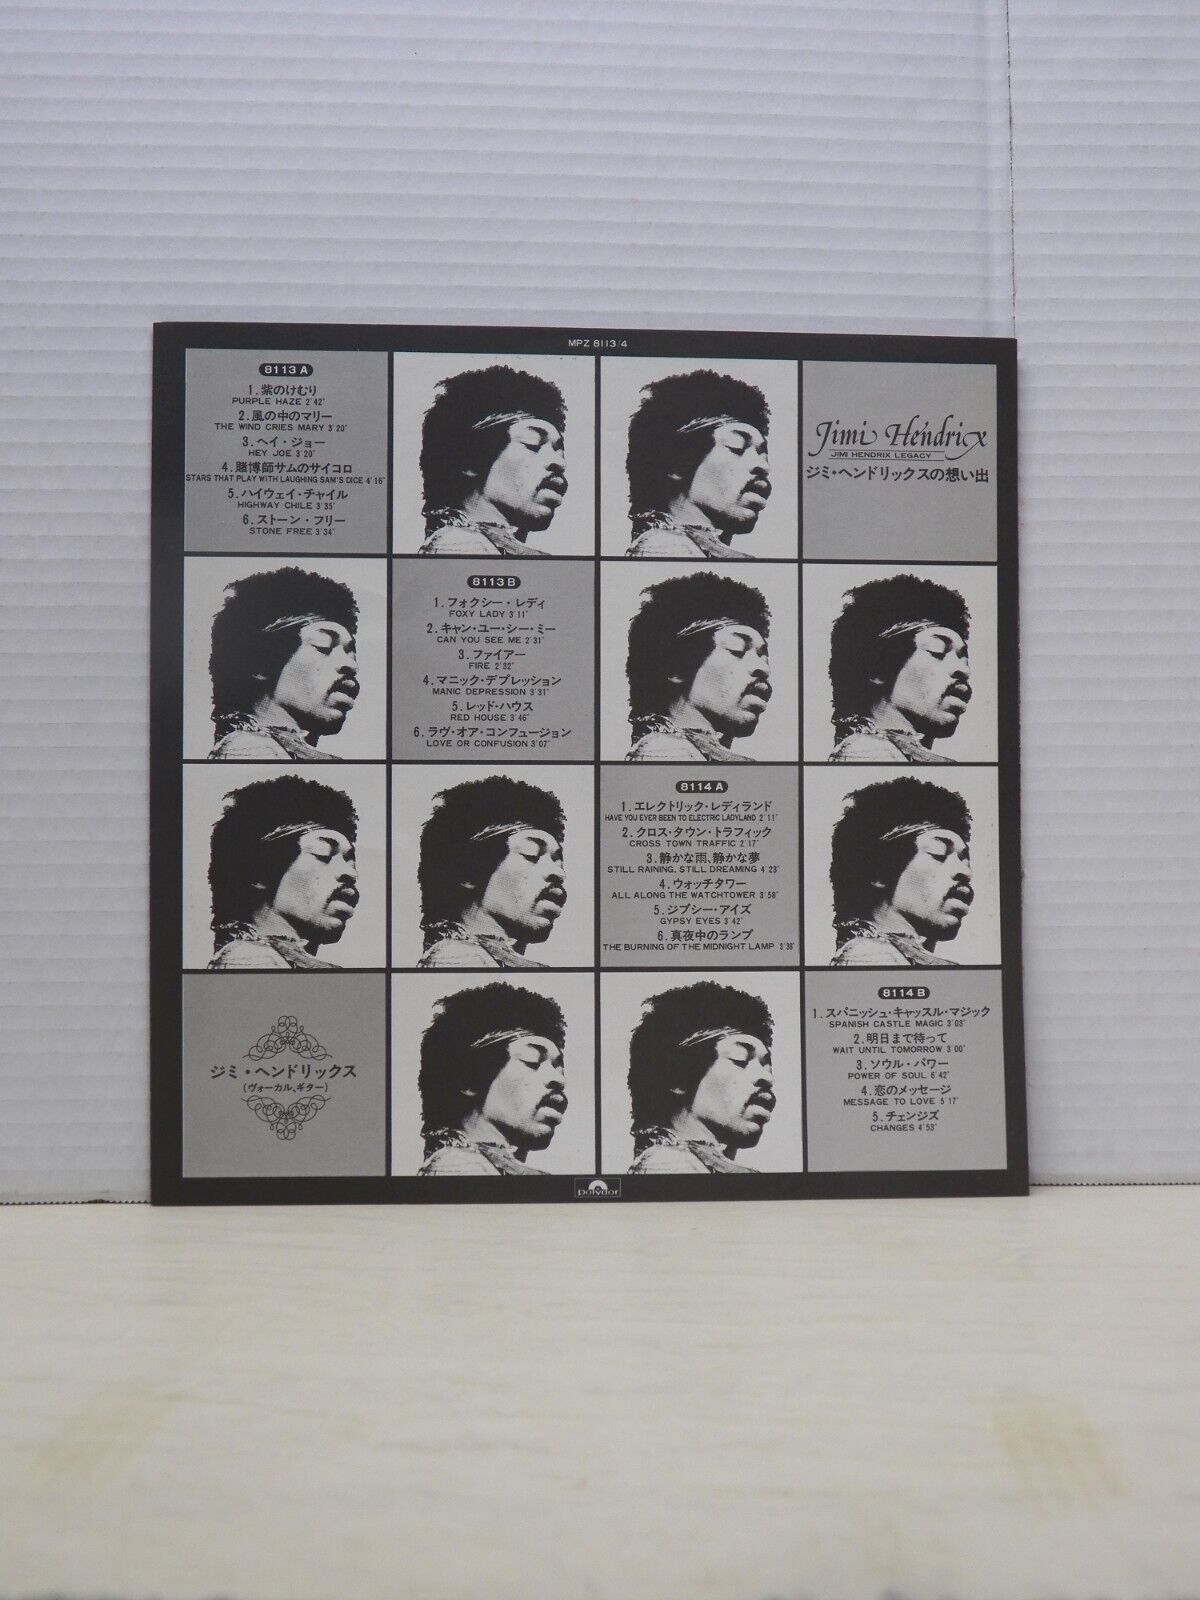 MPZ 8113/4
8113 A
1.紫のけむり
PURPLE HAZE 2'42"
2.風の中のマリー
THE WIND CRIES MARY 3'20"
3.ヘイ・ジョー
HEY JOE 3'20"
4.賭博師サムのサイコロ
STARS THAT PLAY WITH LAUGHING SAM'S DICE 4'16"
5.ハイウェイ・チャイル
HIGHWAY CHILE 3'35"
6.ストーン・フリー
STONE FREE 3'34"
Jimi Hendrix
JIMI HENDRIX LEGACY
ジミ・ヘンドリックスの想い出
8113 B
1.フォクシー・レディ
FOXY LADY 3'11"
2.キャン・ユー・シー・ミー
CAN YOU SEE ME 2'31"
3.ファイアー
FIRE 2'32"
4.マニック・デプレッション
MANIC DEPRESSION 3'31"
5.レッド・ハウス
RED HOUSE 3'46"
6.ラヴ・オア・コンフュージョン
LOVE OR CONFUSION 3'07"
8114 A
1.エレクトリック・レディランド
HAVE YOU EVER BEEN TO ELECTRIC LADYLAND 2'11"
2.クロス・タウン・トラフィック
CROSS TOWN TRAFFIC 2'17"
3.静かな雨、静かな夢
STILL RAINING, STILL DREAMING 4'23"
4.ウォッチタワー
ALL ALONG THE WATCHTOWER 3'58"
5.ジプシー・アイズ
GYPSY EYES 3'42"
6.真夜中のランプ
THE BURNING OF THE MIDNIGHT LAMP 3'38"
ジミ・ヘンドリックス
(ヴォーカル、ギター)
8114 B
1.スパニッシュ・キャッスル・マジック
SPANISH CASTLE MAGIC 3'03"
2.明日まで待って
WAIT UNTIL TOMORROW 3'00"
3.ソウル・パワー
POWER OF SOUL 6'42"
4.恋のメッセージ
MESSAGE TO LOVE 5'17"
5.チェンジズ
CHANGES 4'53"
polydor